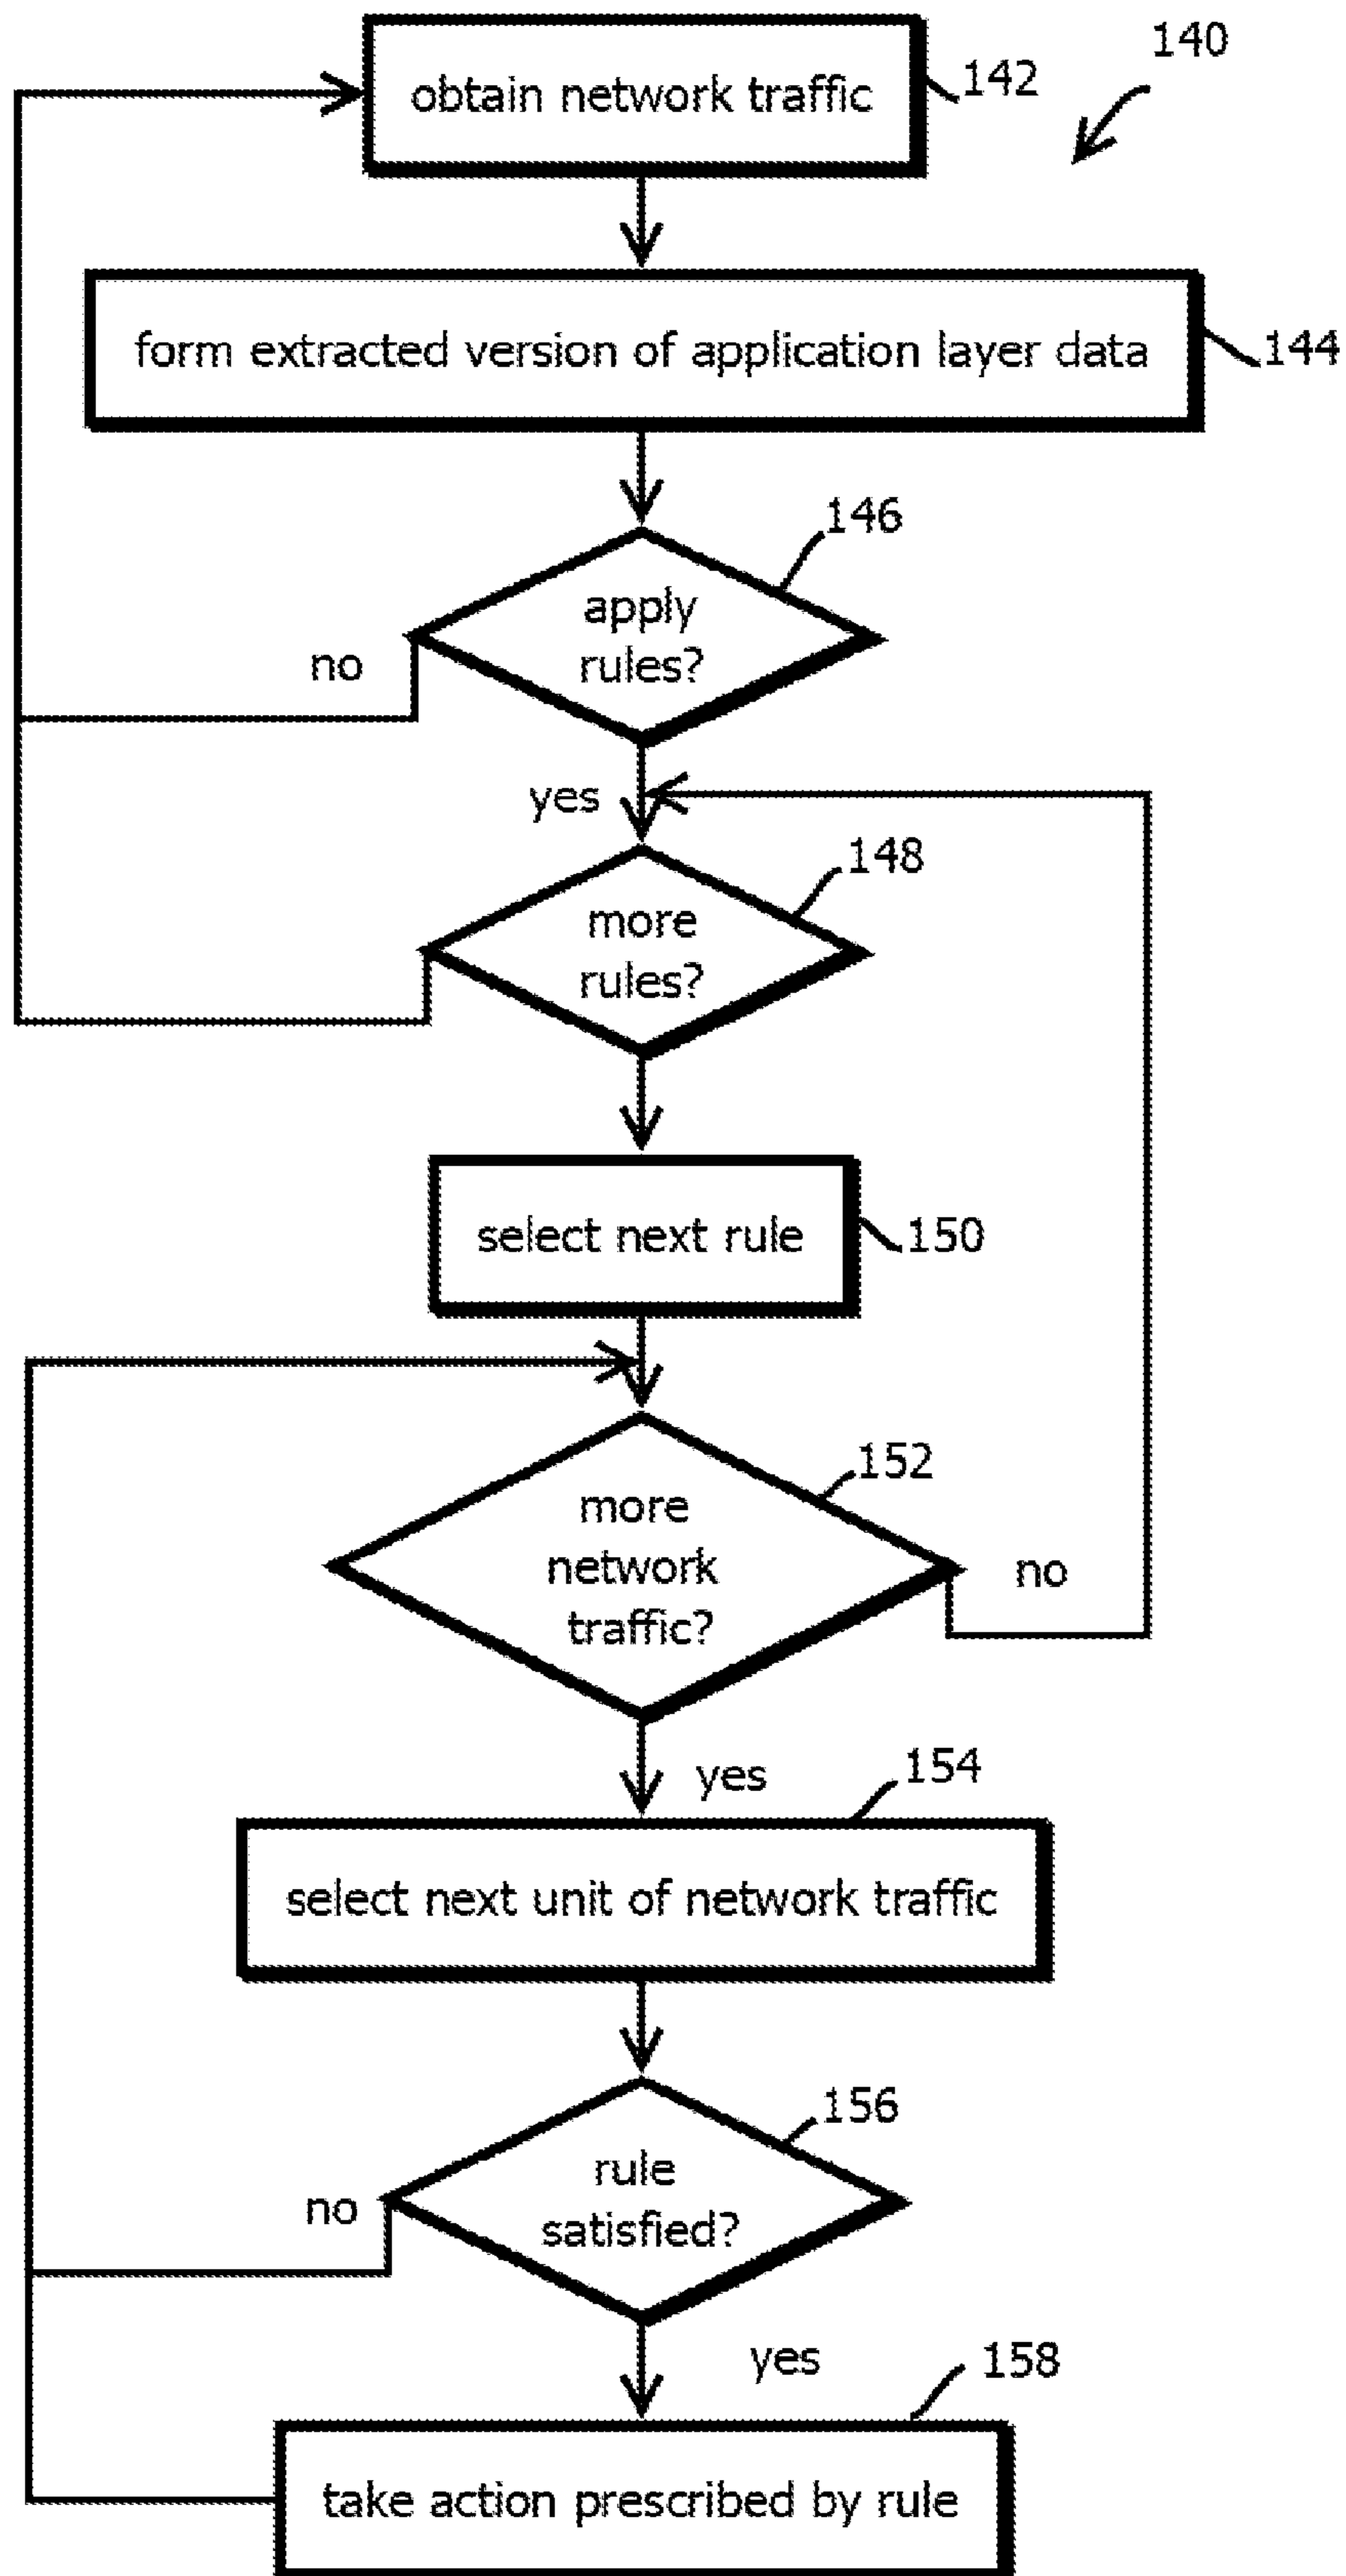 140
obtain network traffic
142
form extracted version of application layer data
144
146
apply
rules?
no
yes
148
more
rules?
select next rule
150
152
more
network
traffic?
no
yes
154
select next unit of network traffic
156
rule
satisfied?
no
yes
158
take action prescribed by rule